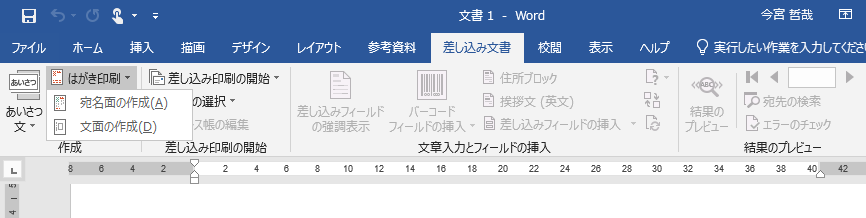 文書 1 - Word
今宮 哲哉
ファイル ホーム 挿入 描画 デザイン レイアウト 参考資料 差し込み文書 校閲 表示 ヘルプ 実行したい作業を入力してください
あいさつ
あいさつ文
はがき印刷
宛名面の作成(A)
文面の作成(D)
作成
差し込み印刷の開始
の選択
ス帳の編集
差し込み印刷の開始
差し込みフィールドの強調表示
バーコード
フィールドの挿入
住所ブロック
挨拶文 (英文)
差し込みフィールドの挿入
文章入力とフィールドの挿入
ABC
結果の
プレビュー
宛先の検索
エラーのチェック
結果のプレビュー
8 6 4 2 2 4 6 8 10 12 14 16 18 20 22 24 26 28 30 32 34 36 38 40 42